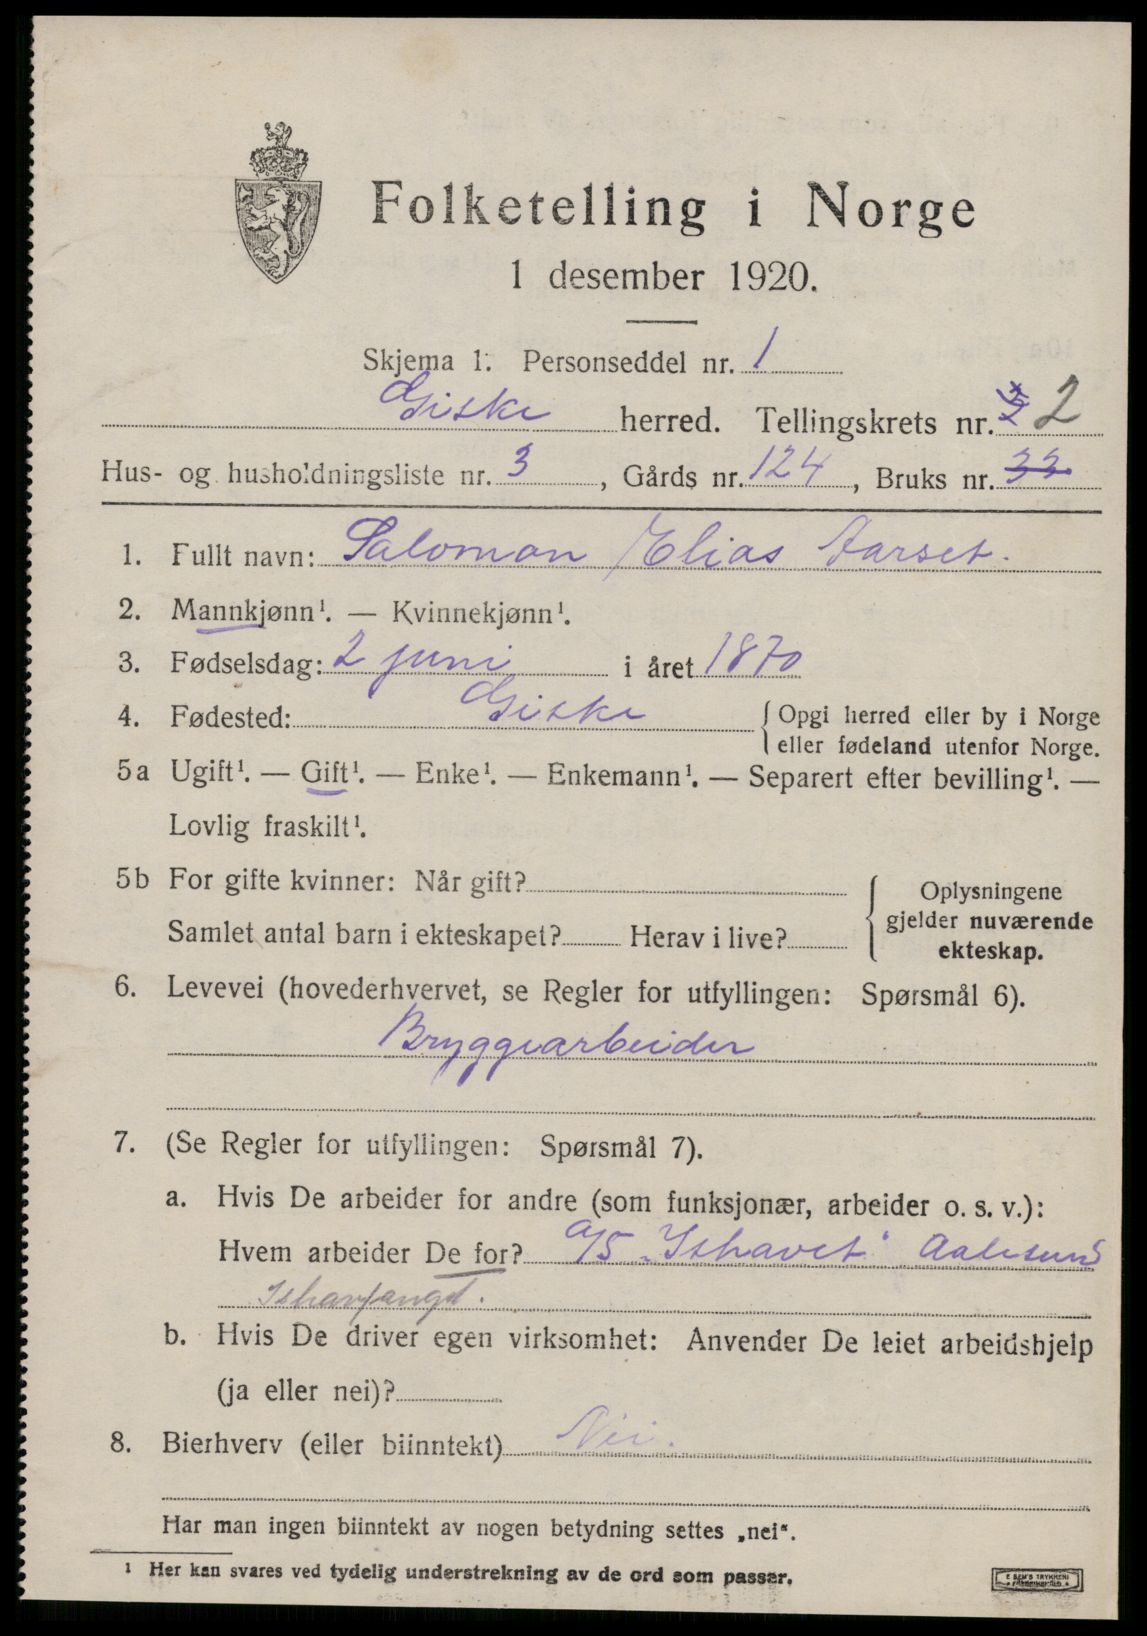 Folketelling i Norge
1 desember 1920.
Skjema 1. Personseddel nr. 1
Giske herred. Tellingskrets nr. 2
Hus- og husholdningsliste nr. 3, Gårds nr. 124, Bruks nr. 33
1. Fullt navn: Saloman Elias Aarset.
2. Mannkjønn¹. — Kvinnekjønn¹.
3. Fødselsdag: 2 juni i året 1870
4. Fødested: Giske {Opgi herred eller by i Norge
eller fødeland utenfor Norge.
5a Ugift¹. — Gift¹. — Enke¹. — Enkemann¹. — Separert efter bevilling¹. —
Lovlig fraskilt¹.
5b For gifte kvinner: Når gift?
Samlet antal barn i ekteskapet? Herav i live?
{Oplysningene
gjelder nuværende
ekteskap.
6. Levevei (hovederhvervet, se Regler for utfyllingen: Spørsmål 6).
Bryggearbeider
7. (Se Regler for utfyllingen: Spørsmål 7).
a. Hvis De arbeider for andre (som funksjonær, arbeider o. s. v.):
Hvem arbeider De for? A/S „Ishavet" Aalesund
Ishavfangst.
b. Hvis De driver egen virksomhet: Anvender De leiet arbeidshjelp
(ja eller nei)?
8. Bierhverv (eller biinntekt) Nei.
Har man ingen biinntekt av nogen betydning settes „nei".
¹ Her kan svares ved tydelig understrekning av de ord som passer.